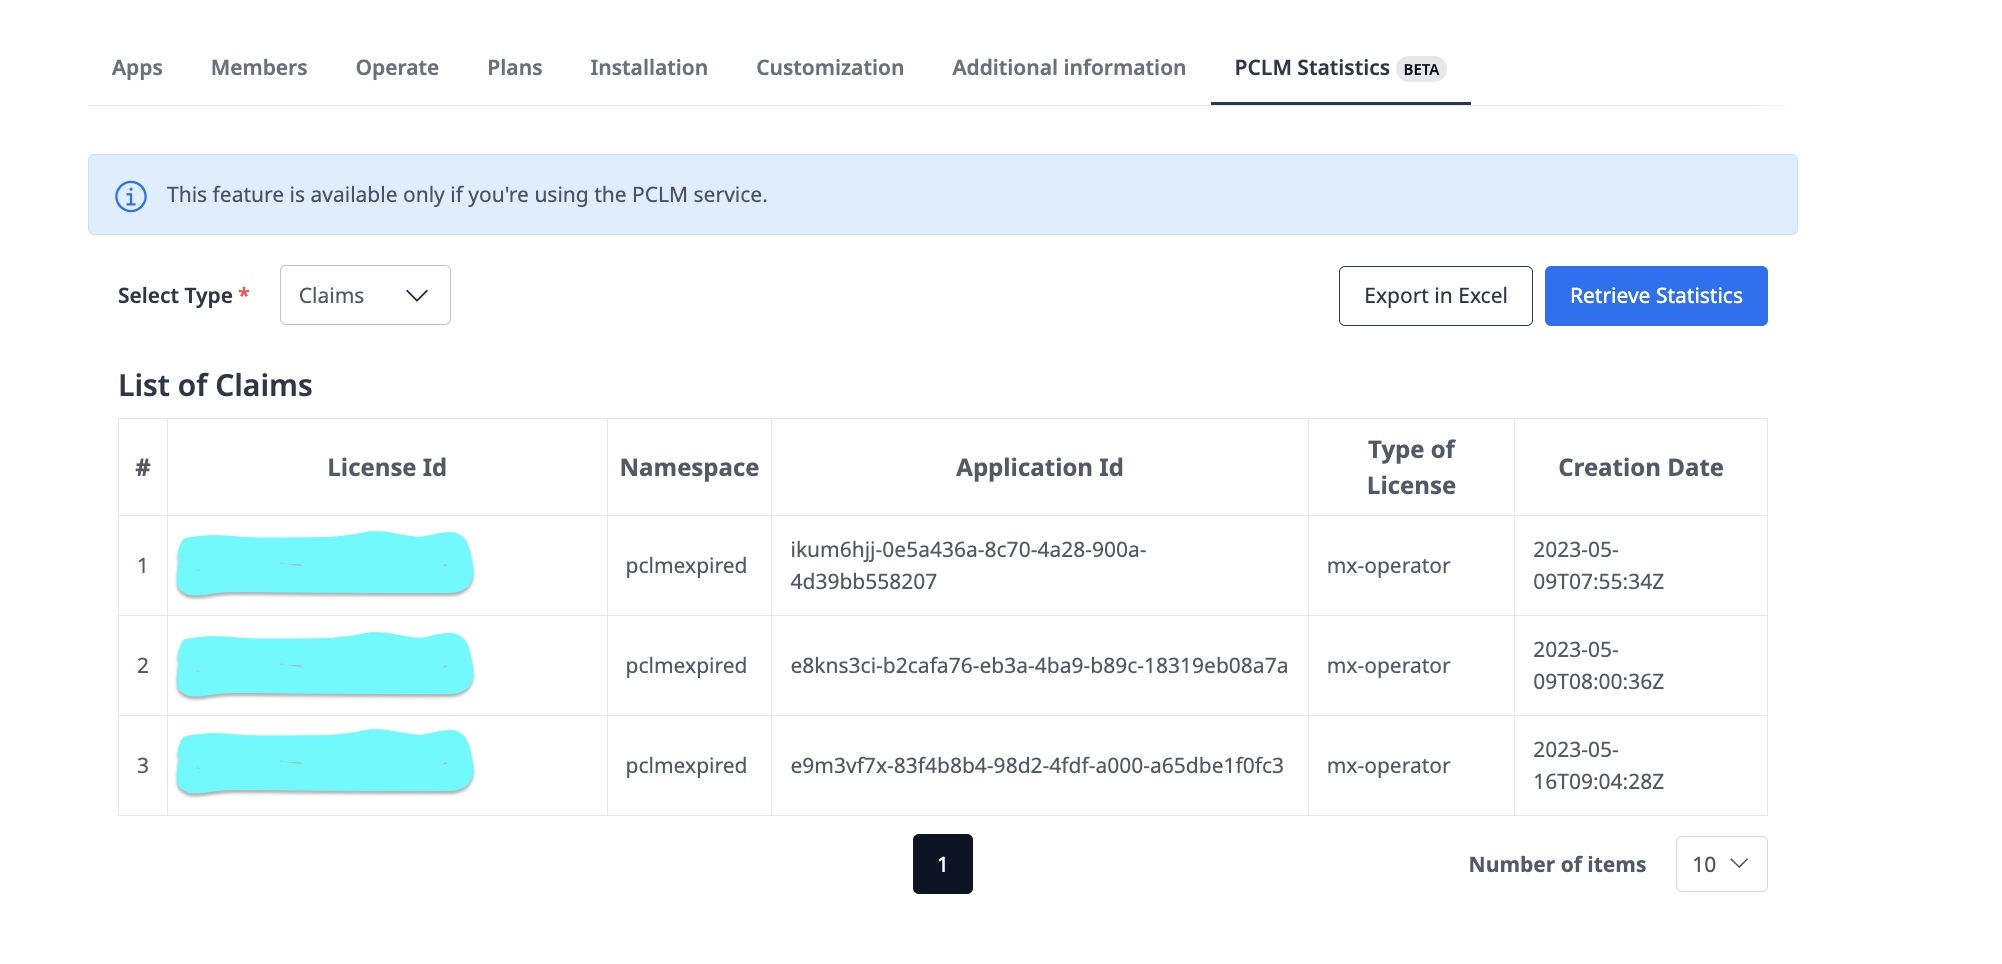 Apps Members Operate Plans Installation Customization Additional information PCLM Statistics BETA
This feature is available only if you're using the PCLM service.
Select Type * Claims Export in Excel Retrieve Statistics
List of Claims
# License Id Namespace Application Id Type of License Creation Date
1 pclmexpired ikum6hjj-0e5a436a-8c70-4a28-900a-4d39bb558207 mx-operator 2023-05-09T07:55:34Z
2 pclmexpired e8kns3ci-b2cafa76-eb3a-4ba9-b89c-18319eb08a7a mx-operator 2023-05-09T08:00:36Z
3 pclmexpired e9m3vf7x-83f4b8b4-98d2-4fdf-a000-a65dbe1f0fc3 mx-operator 2023-05-16T09:04:28Z
1 Number of items 10